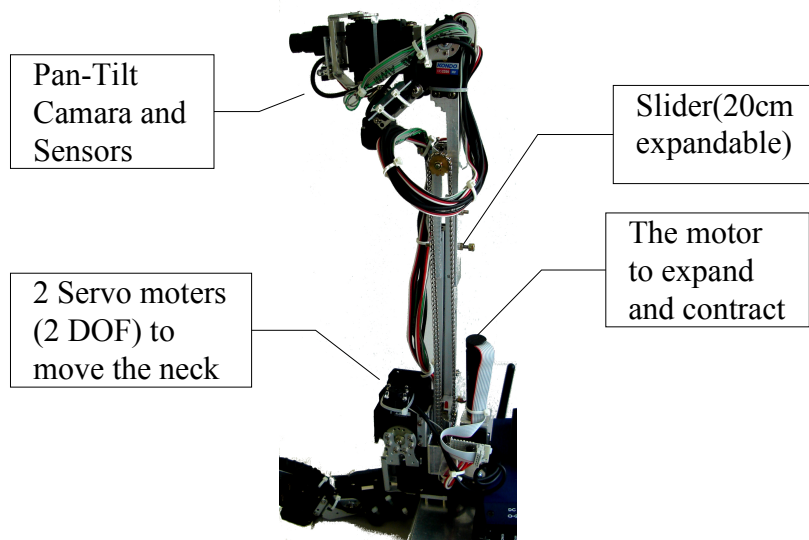 Pan-Tilt
Camara and
Sensors
Slider(20cm
expandable)
The motor
to expand
and contract
2 Servo moters
(2 DOF) to
move the neck
KONDO